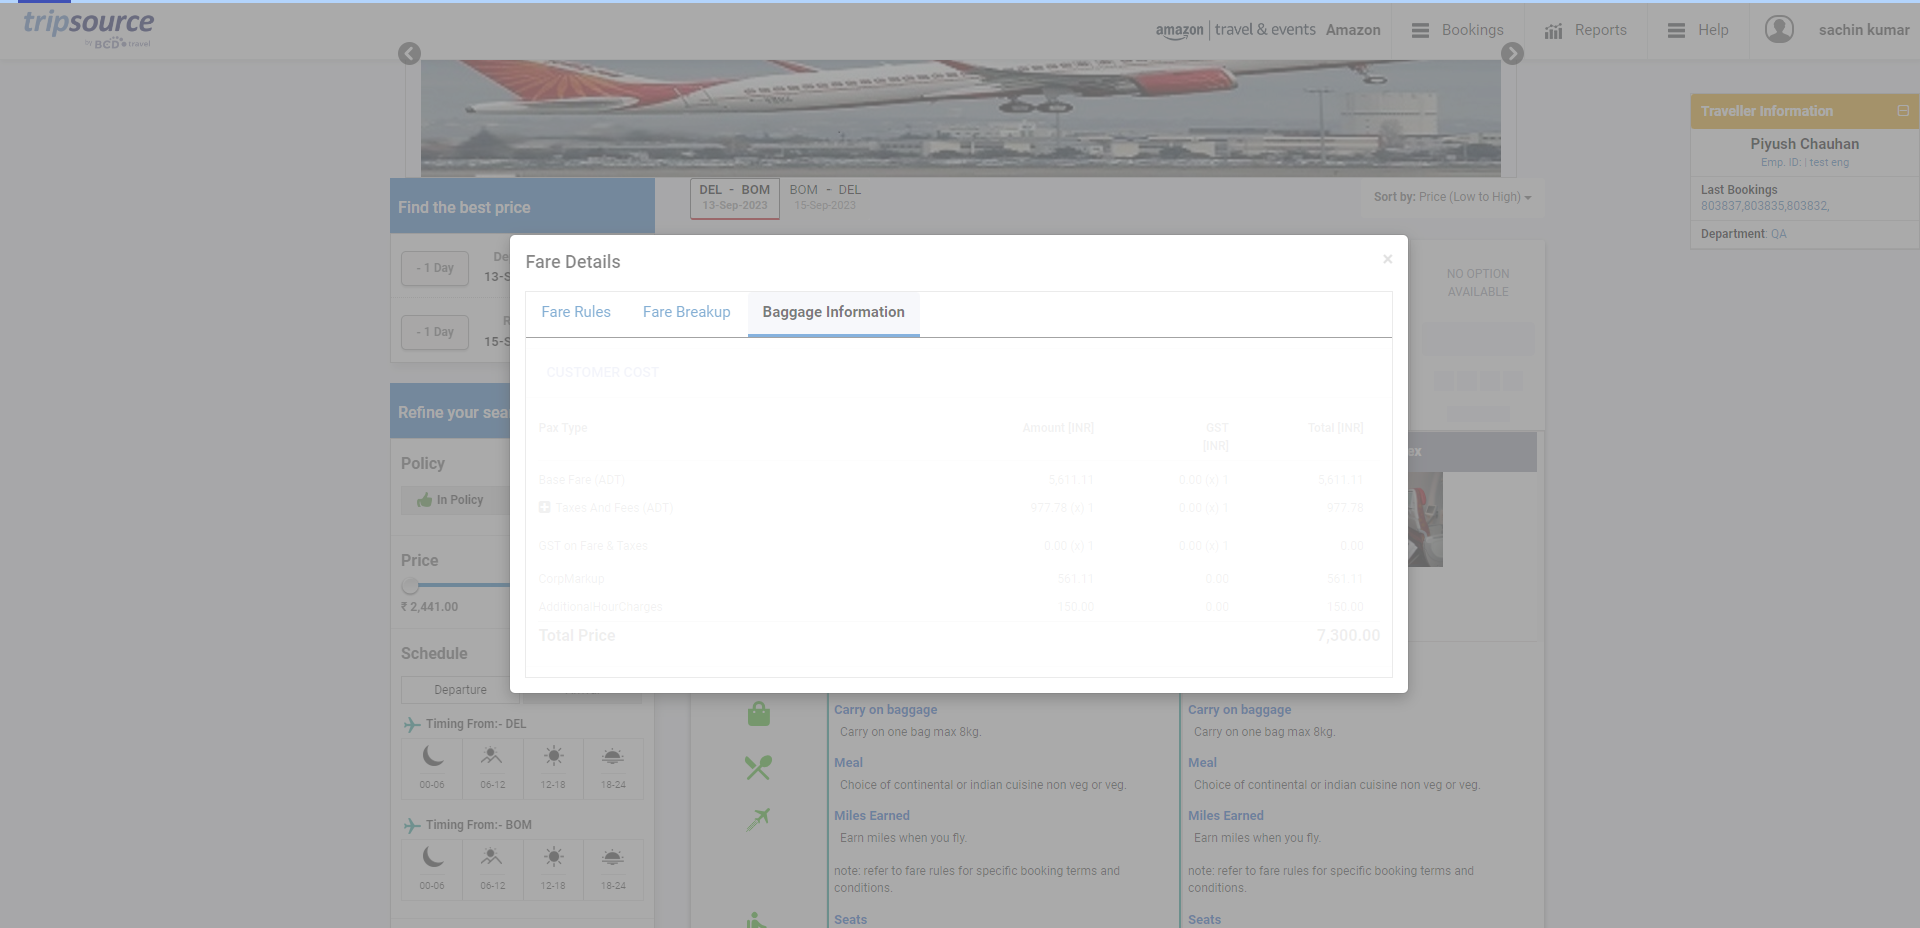 tripsource
by BCD travel
amazon | travel & events Amazon
Bookings
Reports
Help
sachin kumar
Traveller Information
Piyush Chauhan
Emp. ID: | test eng
Last Bookings
803837,803835,803832,
Department: QA
Find the best price
DEL - BOM
13-Sep-2023
BOM - DEL
15-Sep-2023
Sort by: Price (Low to High)
- 1 Day
13-S
- 1 Day
15-S
NO OPTION
AVAILABLE
Refine your sea
Policy
In Policy
Price
₹ 2,441.00
Schedule
Departure
Timing From:- DEL
00-06
06-12
12-18
18-24
Timing From:- BOM
00-06
06-12
12-18
18-24
Fare Details
×
Fare Rules
Fare Breakup
Baggage Information
CUSTOMER COST
Pax Type Amount [INR] GST [INR] Total [INR]
Base Fare (ADT) 5,611.11 0.00 (x) 1 5,611.11
Taxes And Fees (ADT) 977.78 (x) 1 0.00 (x) 1 977.78
GST on Fare & Taxes 0.00 (x) 1 0.00 (x) 1 0.00
CorpMarkup 561.11 0.00 561.11
AdditionalHourCharges 150.00 0.00 150.00
Total Price 7,300.00
ex
Carry on baggage
Carry on one bag max 8kg.
Meal
Choice of continental or indian cuisine non veg or veg.
Miles Earned
Earn miles when you fly.
note: refer to fare rules for specific booking terms and
conditions.
Seats
Carry on baggage
Carry on one bag max 8kg.
Meal
Choice of continental or indian cuisine non veg or veg.
Miles Earned
Earn miles when you fly.
note: refer to fare rules for specific booking terms and
conditions.
Seats